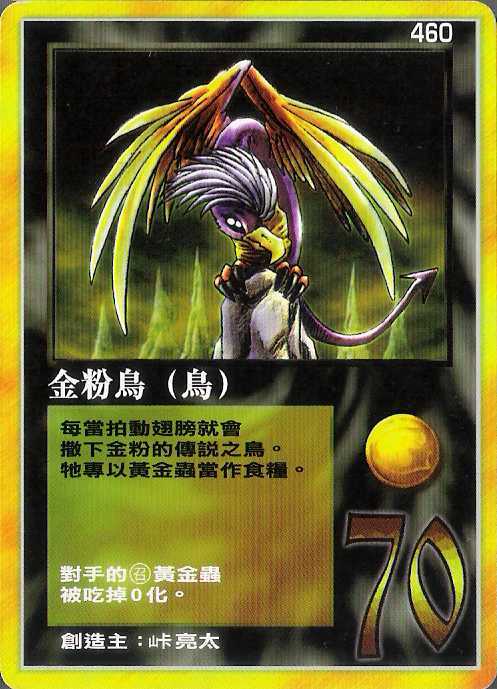 460
金粉鳥（鳥）
每當拍動翅膀就會
撒下金粉的傳說之鳥。
牠專以黃金蟲當作食糧。
對手的㊂黃金蟲
被吃掉0化。
70
創造主：峠 亮太